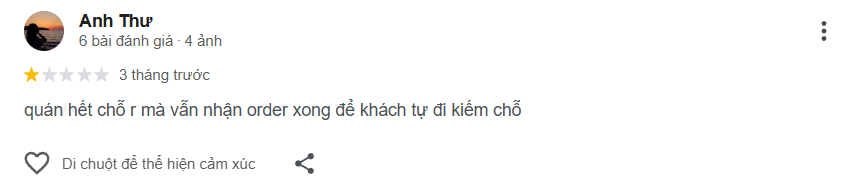 Anh Thư
6 bài đánh giá · 4 ảnh
3 tháng trước
quán hết chỗ r mà vẫn nhận order xong để khách tự đi kiếm chỗ
Di chuột để thể hiện cảm xúc